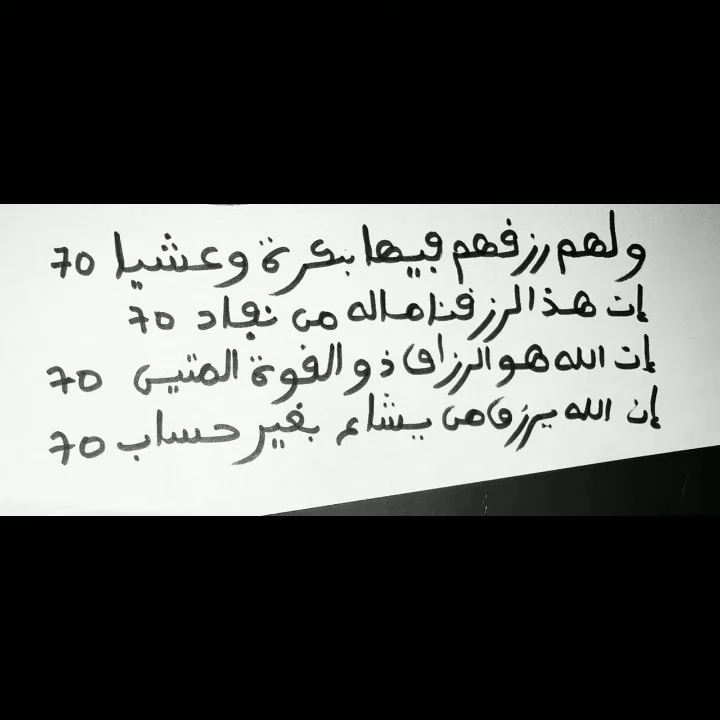 ولهم رزقهم فيها بكرة وعشيا 70
إن هذا لرزقنا ماله من نفاد 70
إن الله هو الرزاق ذو القوة المتين 70
إن الله يرزق من يشاء بغير حساب 70